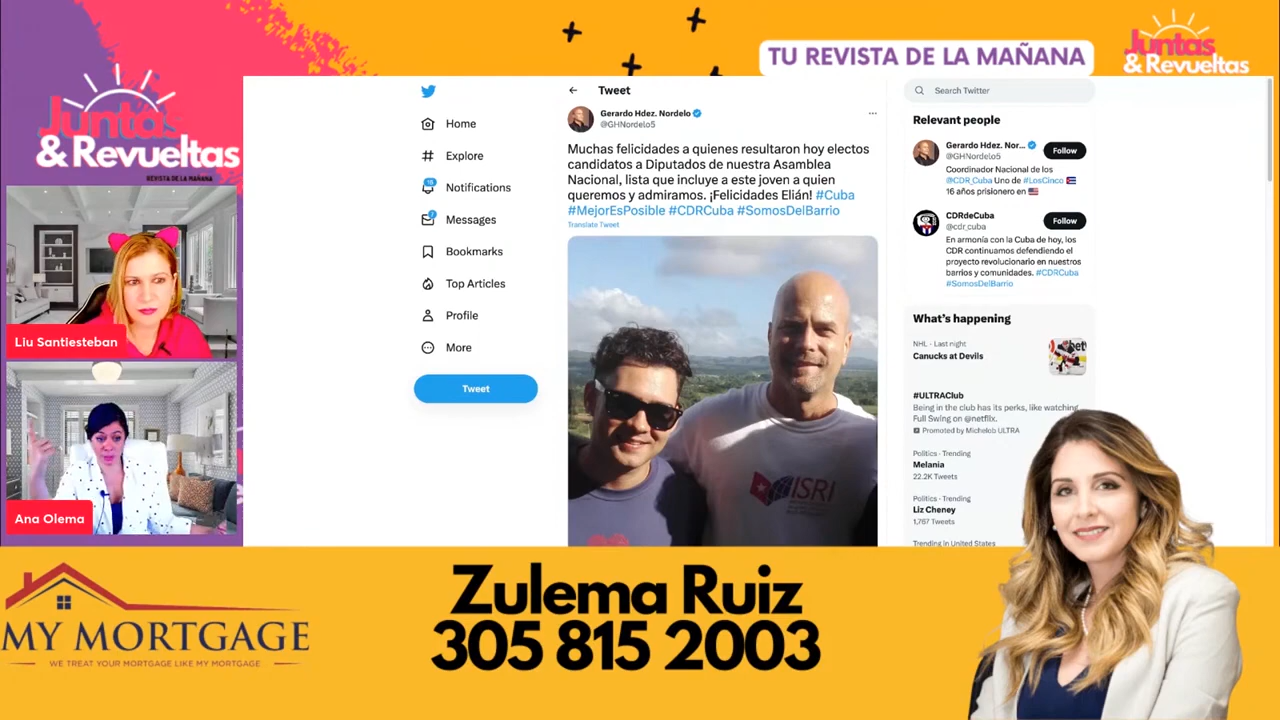 TU REVISTA DE LA MAÑANA
Juntas
& Revueltas
Juntas
& Revueltas
REVISTA DE LA MAÑANA
Liu Santiesteban
Ana Olema
Home
Explore
Notifications
Messages
Bookmarks
Top Articles
Profile
More
Tweet
Tweet
Gerardo Hdez. Nordelo
@GHNordelo5
Muchas felicidades a quienes resultaron hoy electos
candidatos a Diputados de nuestra Asamblea
Nacional, lista que incluye a este joven a quien
queremos y admiramos. ¡Felicidades Elián! #Cuba
#MejorEsPosible #CDRCuba #SomosDelBarrio
Translate Tweet
ISRI
Search Twitter
Relevant people
Gerardo Hdez. Nor...
@GHNordelo5
Follow
Coordinador Nacional de los
@CDR_Cuba Uno de #LosCinco
16 años prisionero en
CDRdeCuba
@cdr_cuba
Follow
En armonía con la Cuba de hoy, los
CDR continuamos defendiendo el
proyecto revolucionario en nuestros
barrios y comunidades. #CDRCuba
#SomosDelBarrio
What's happening
NHL · Last night
Canucks at Devils
#ULTRAClub
Being in the club has its perks, like watching
Full Swing on @netflix.
Promoted by Michelob ULTRA
Politics · Trending
Melania
22.2K Tweets
Politics · Trending
Liz Cheney
1,767 Tweets
Trending in United States
MY MORTGAGE
WE TREAT YOUR MORTGAGE LIKE MY MORTGAGE
Zulema Ruiz
305 815 2003